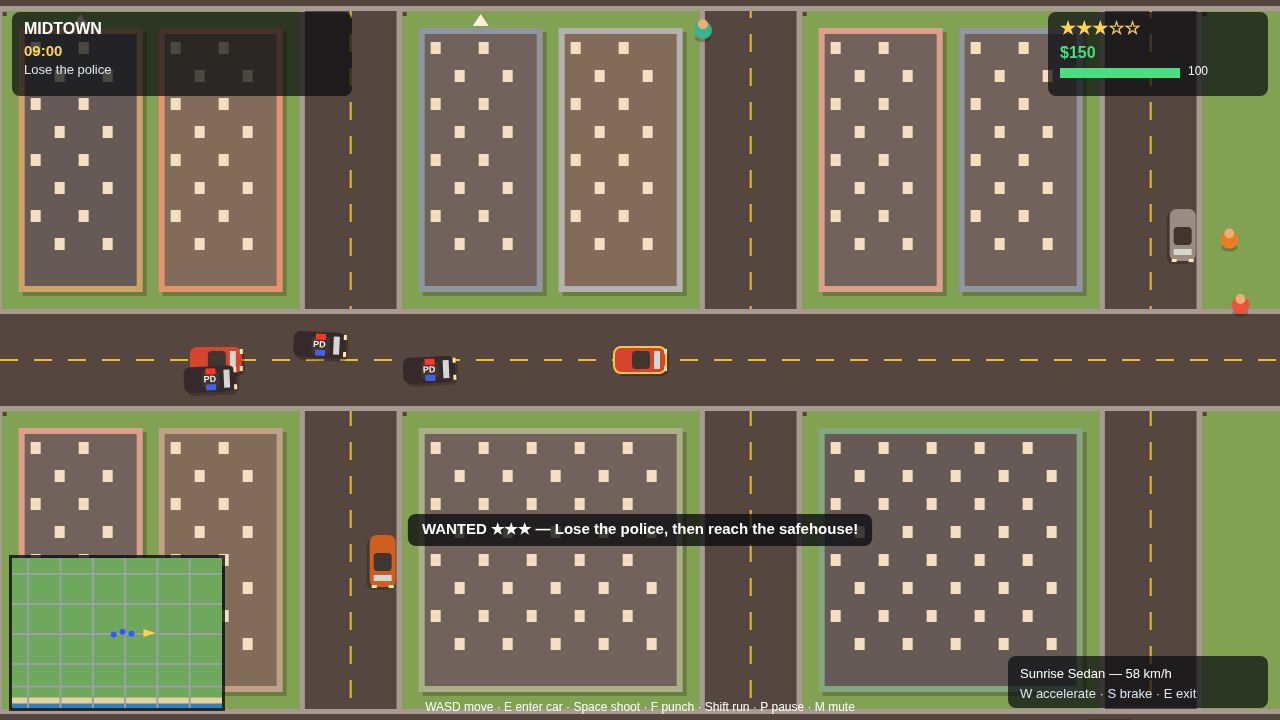 MIDTOWN
09:00
Lose the police
★★★☆☆
$150
100
PD
PD
PD
WANTED ★★★ — Lose the police, then reach the safehouse!
Sunrise Sedan — 58 km/h
W accelerate · S brake · E exit
WASD move · E enter car · Space shoot · F punch · Shift run · P pause · M mute